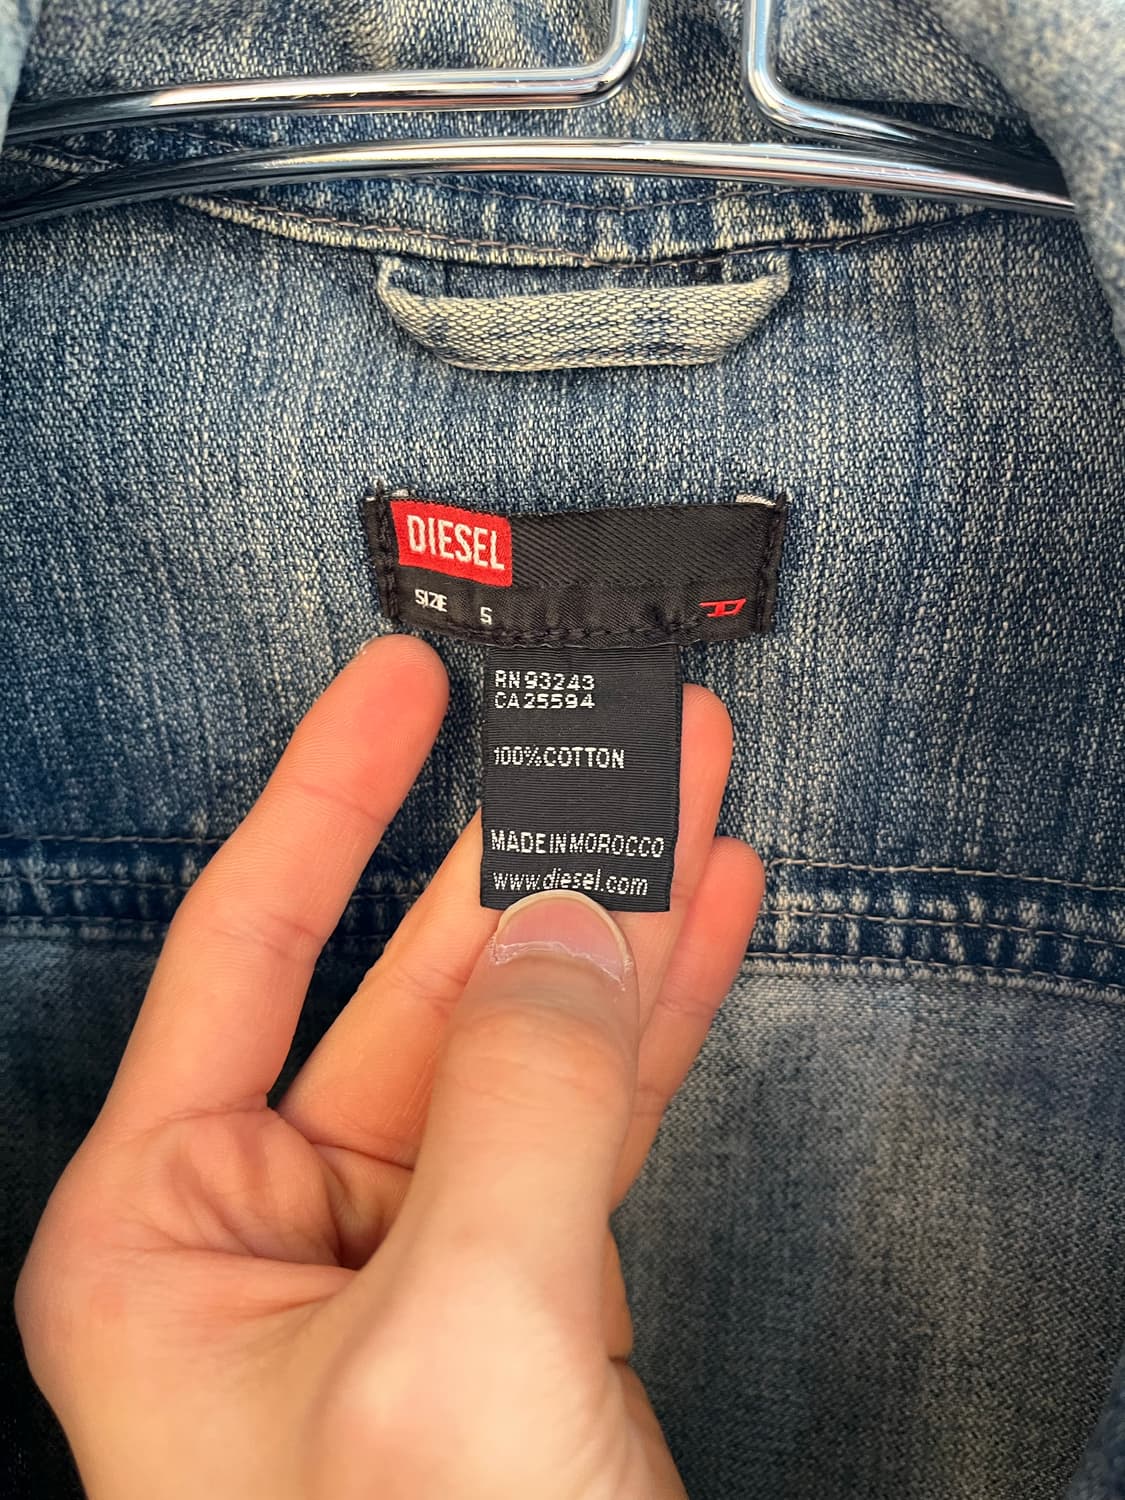 DIESEL
SIZE S
D
RN 93243
CA 25594
100% COTTON
MADE IN MOROCCO
www.diesel.com